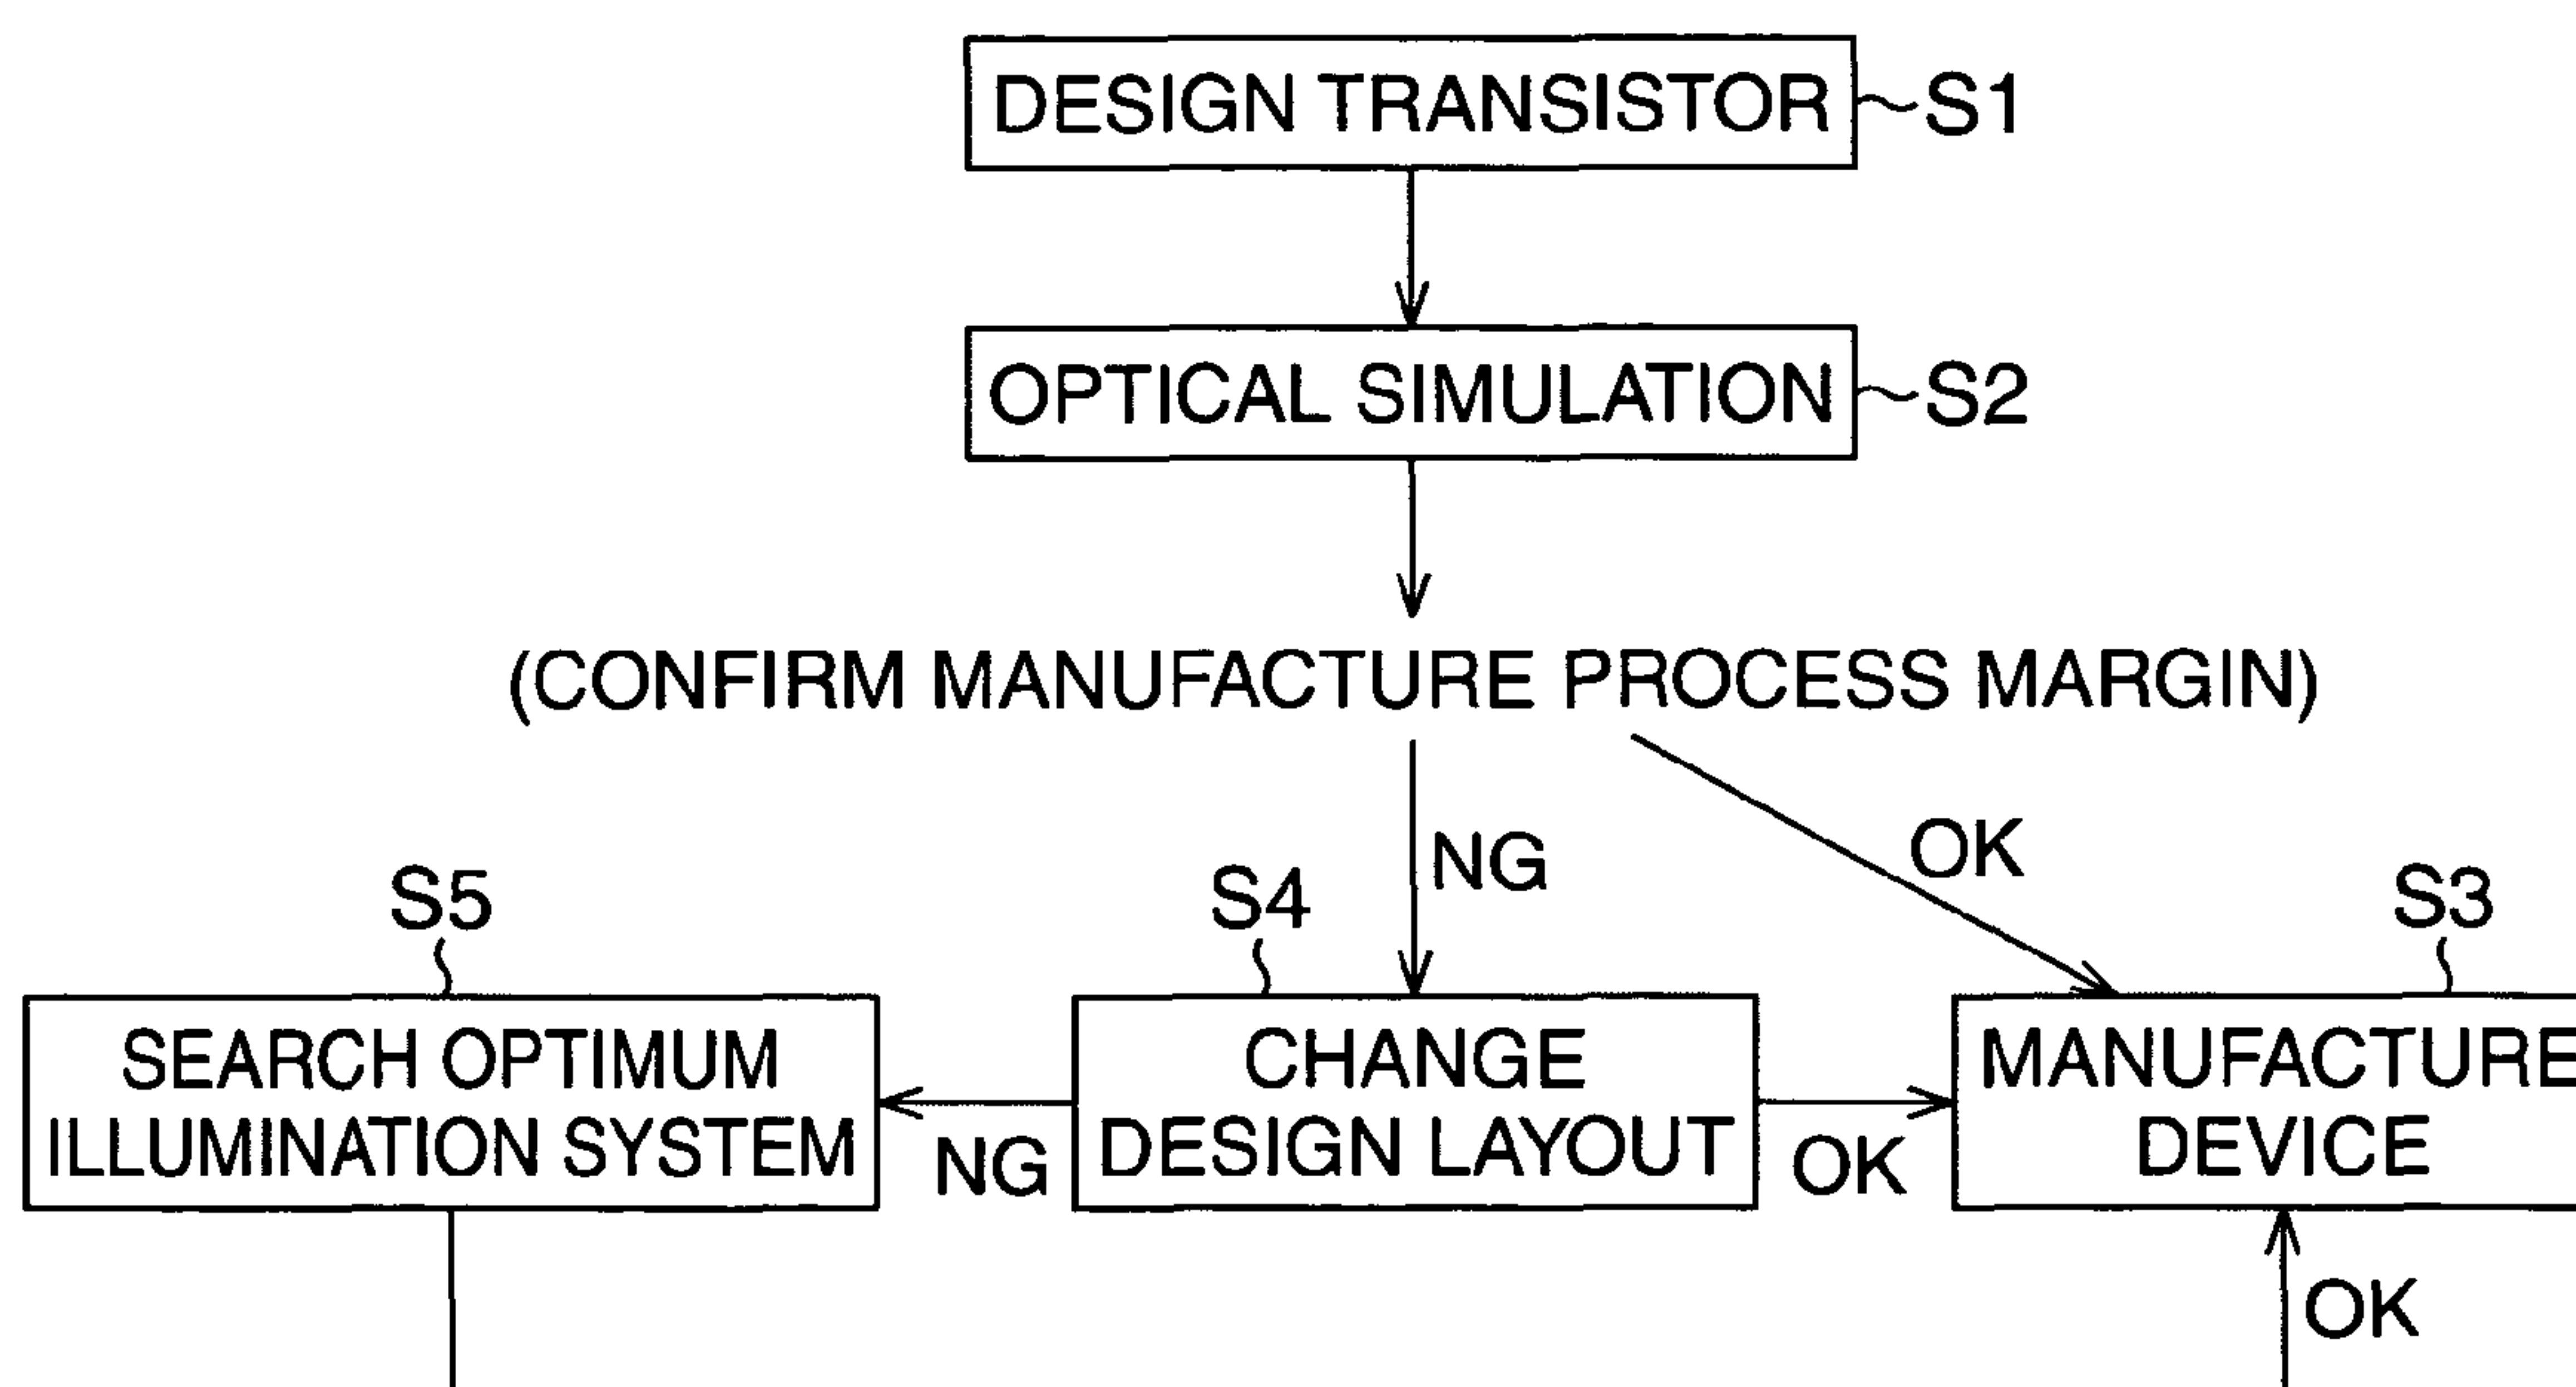 DESIGN TRANSISTOR
S1
OPTICAL SIMULATION
S2
(CONFIRM MANUFACTURE PROCESS MARGIN)
NG
OK
S5
S4
S3
SEARCH OPTIMUM
ILLUMINATION SYSTEM
NG
CHANGE
DESIGN LAYOUT
OK
MANUFACTURE
DEVICE
OK